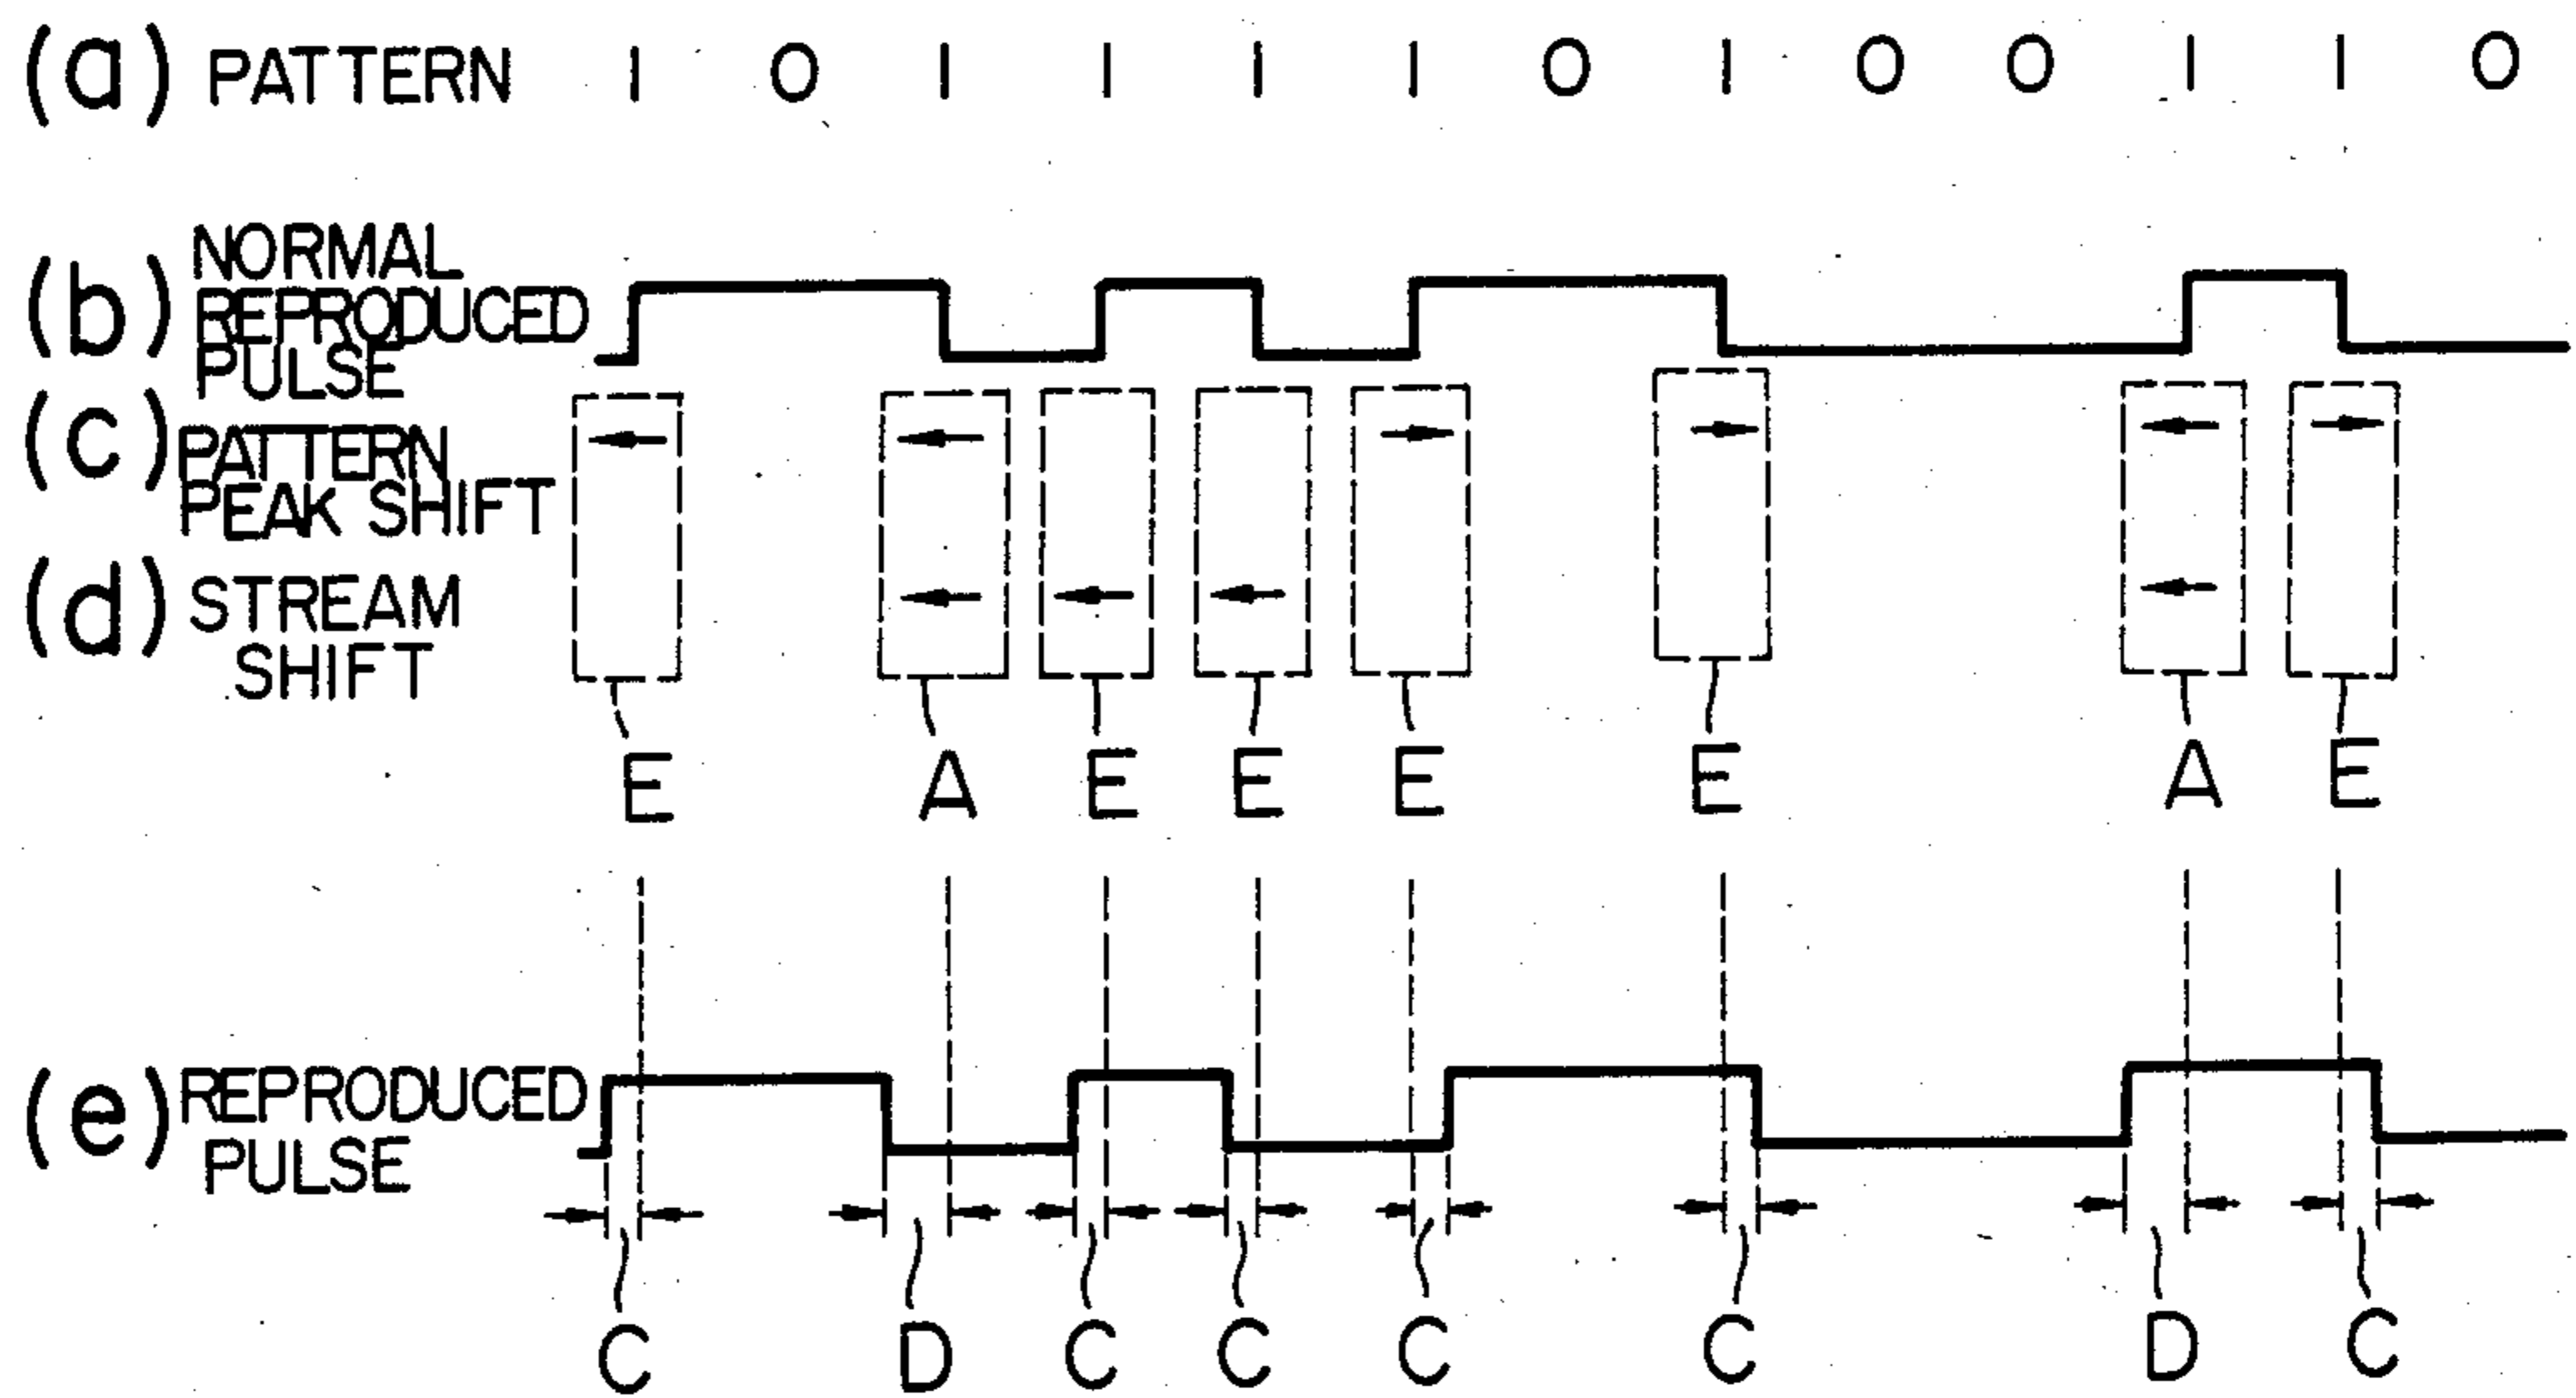 (a) PATTERN 1 0 1 1 1 1 0 1 0 0 1 1 0
(b) NORMAL
REPRODUCED
PULSE
(c) PATTERN
PEAK SHIFT
(d) STREAM
SHIFT
E A E E E E A E
(e) REPRODUCED
PULSE
C D C C C C D C